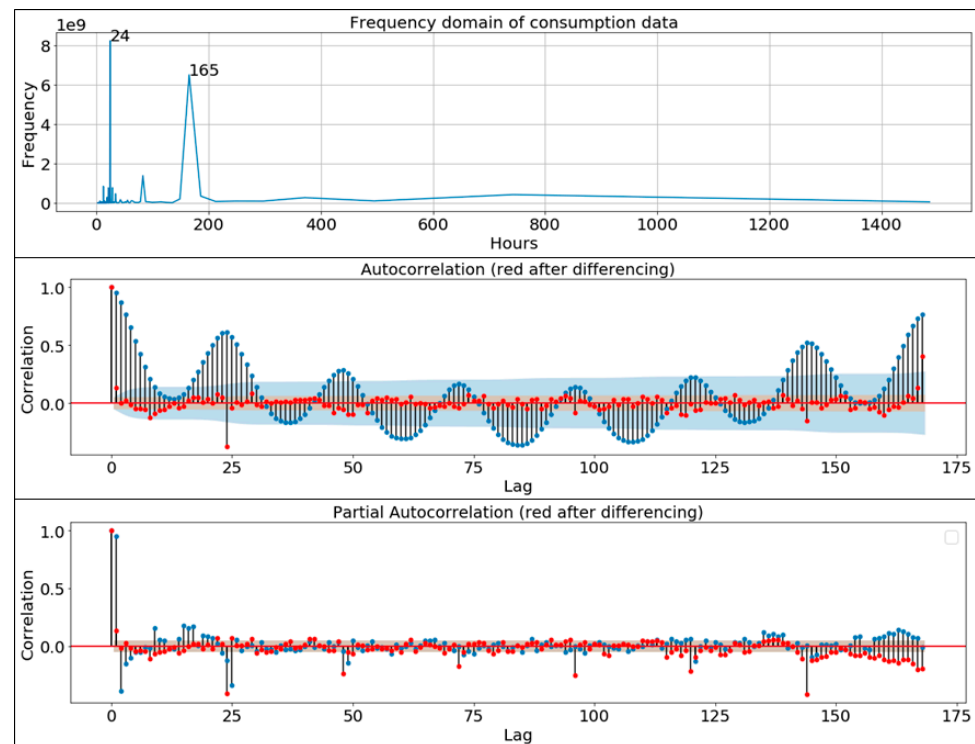 Frequency domain of consumption data
1e9
24
165
8
6
4
2
0
Frequency
0 200 400 600 800 1000 1200 1400
Hours
Autocorrelation (red after differencing)
1.0
0.5
0.0
Correlation
0 25 50 75 100 125 150 175
Lag
Partial Autocorrelation (red after differencing)
1.0
0.5
0.0
Correlation
0 25 50 75 100 125 150 175
Lag